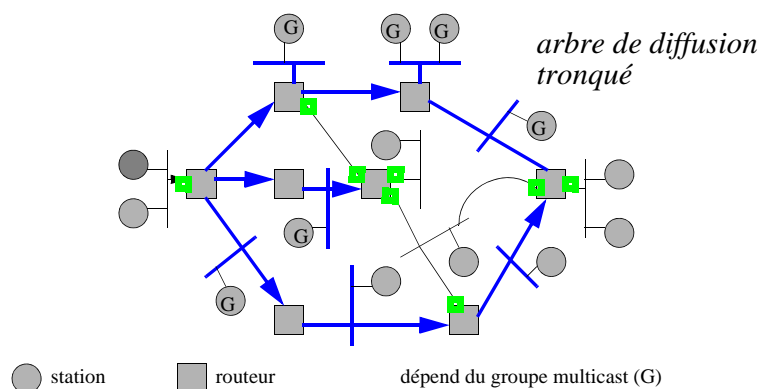 G
G G
arbre de diffusion
tronqué
G
G
G
station
routeur
dépend du groupe multicast (G)